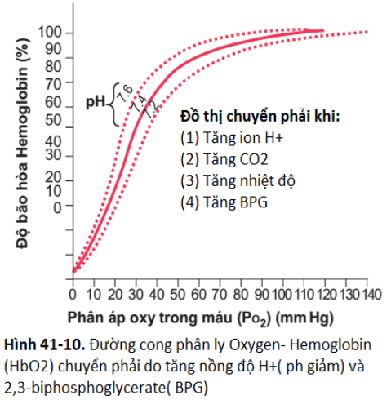 Độ bão hòa Hemoglobin (%)
100
90
80
70
60
50
40
30
20
10
0
pH
7.6
7.4
7.2
Đồ thị chuyển phải khi:
(1) Tăng ion H+
(2) Tăng CO2
(3) Tăng nhiệt độ
(4) Tăng BPG
0 10 20 30 40 50 60 70 80 90 100 110 120 130 140
Phân áp oxy trong máu (Po₂) (mm Hg)
Hình 41-10. Đường cong phân ly Oxygen- Hemoglobin
(HbO2) chuyển phải do tăng nồng độ H+( ph giảm) và
2,3-biphosphoglycerate( BPG)